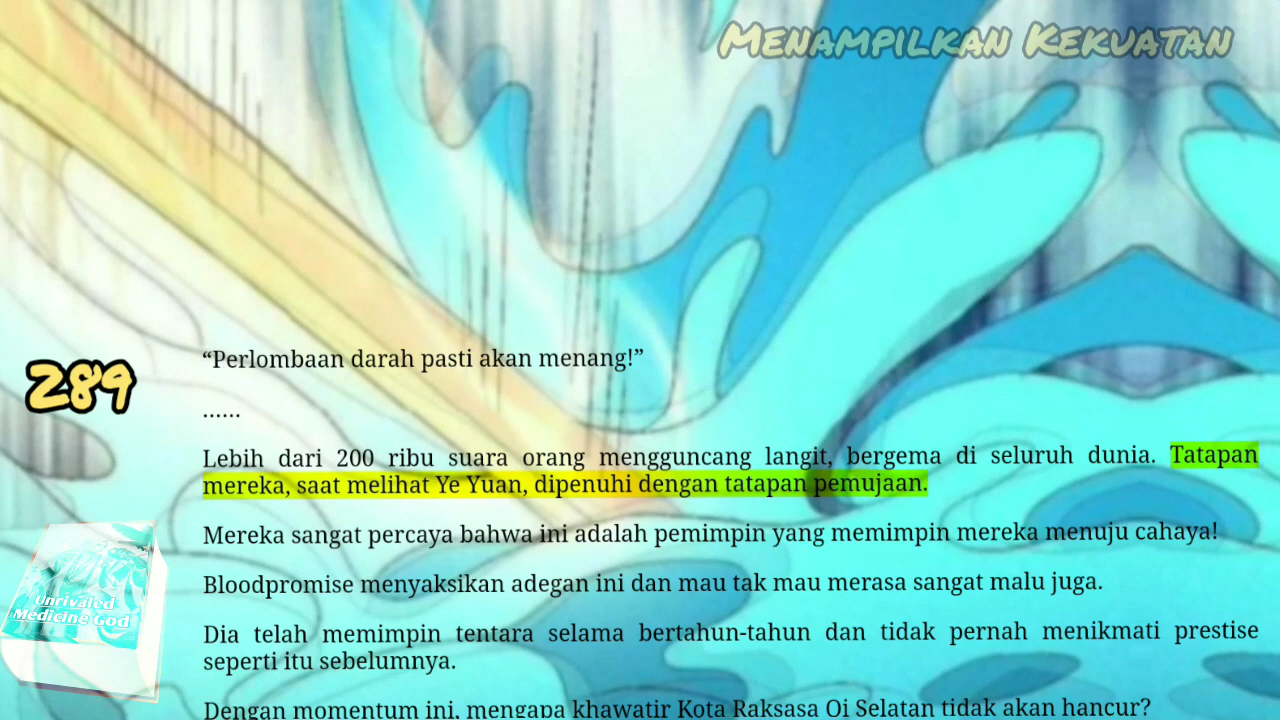 Menampilkan Kekuatan
“Perlombaan darah pasti akan menang!”
289
……
Lebih dari 200 ribu suara orang mengguncang langit, bergema di seluruh dunia. Tatapan
mereka, saat melihat Ye Yuan, dipenuhi dengan tatapan pemujaan.
Mereka sangat percaya bahwa ini adalah pemimpin yang memimpin mereka menuju cahaya!
Bloodpromise menyaksikan adegan ini dan mau tak mau merasa sangat malu juga.
Unrivaled
Medicine God
Dia telah memimpin tentara selama bertahun-tahun dan tidak pernah menikmati prestise
seperti itu sebelumnya.
Dengan momentum ini, mengapa khawatir Kota Raksasa Qi Selatan tidak akan hancur?